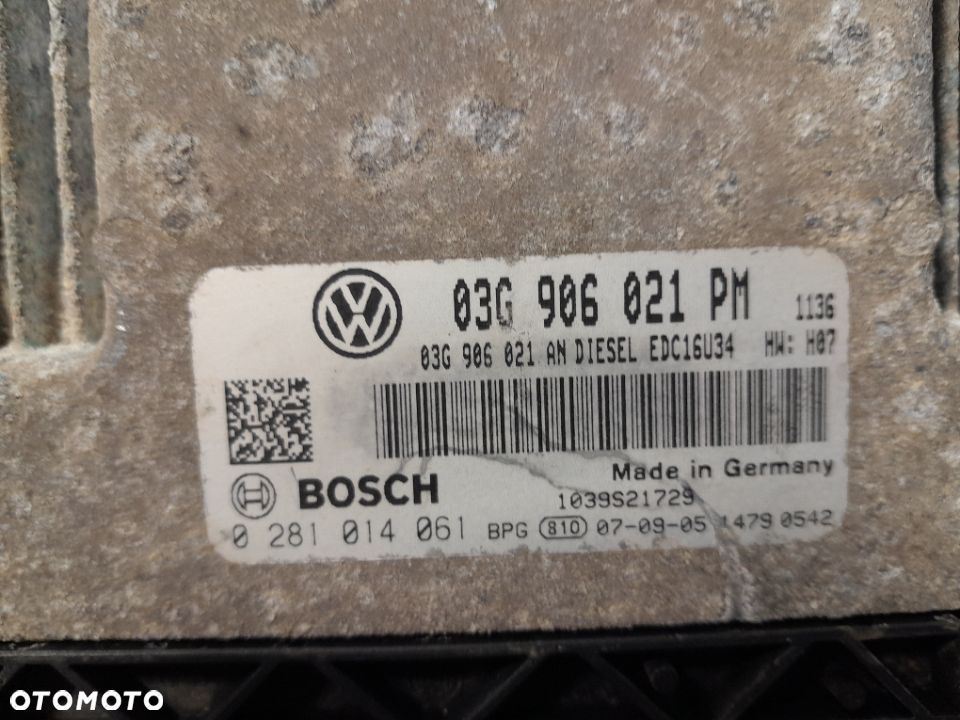 03G 906 021 PM 1136
03G 906 021 AN DIESEL EDC16U34 HW: H07
Made in Germany
BOSCH 1039S21729
0 281 014 061 BPG 810 07-09-05 1479 0542
OTOMOTO